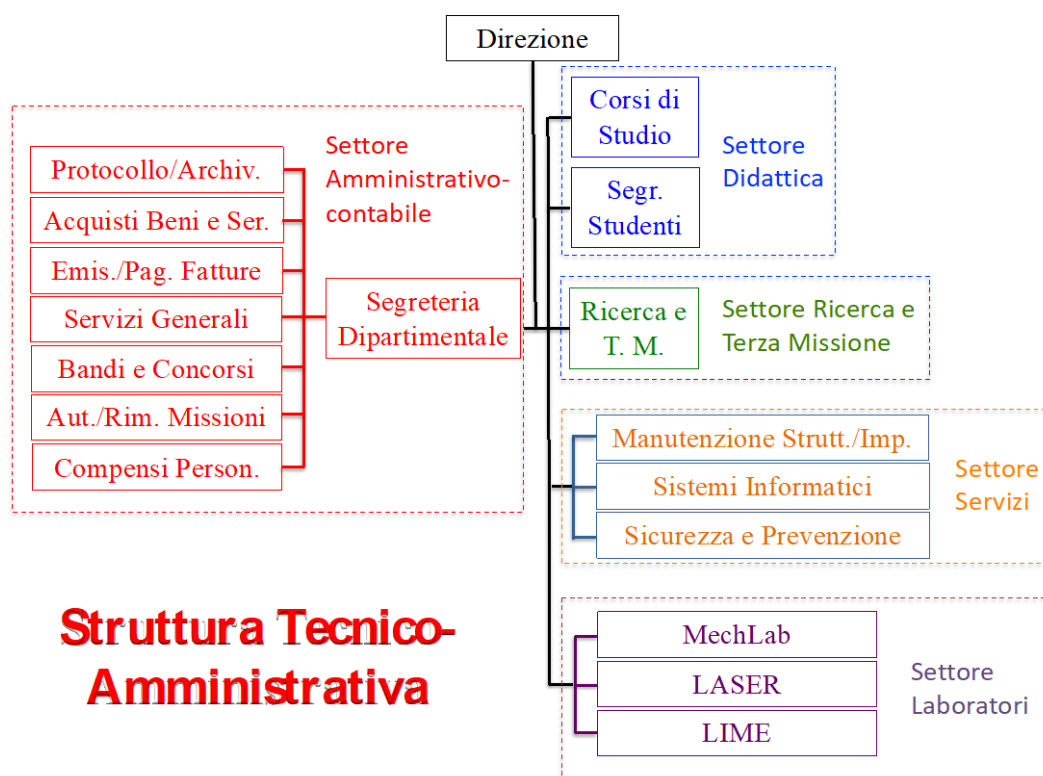 Direzione
Settore
Amministrativo-
contabile
Protocollo/Archiv.
Acquisti Beni e Ser.
Emis./Pag. Fatture
Servizi Generali
Bandi e Concorsi
Aut./Rim. Missioni
Compensi Person.
Segreteria
Dipartimentale
Corsi di
Studio
Segr.
Studenti
Settore
Didattica
Ricerca e
T. M.
Settore Ricerca e
Terza Missione
Manutenzione Strutt./Imp.
Sistemi Informatici
Sicurezza e Prevenzione
Settore
Servizi
MechLab
LASER
LIME
Settore
Laboratori
Struttura Tecnico-
Amministrativa